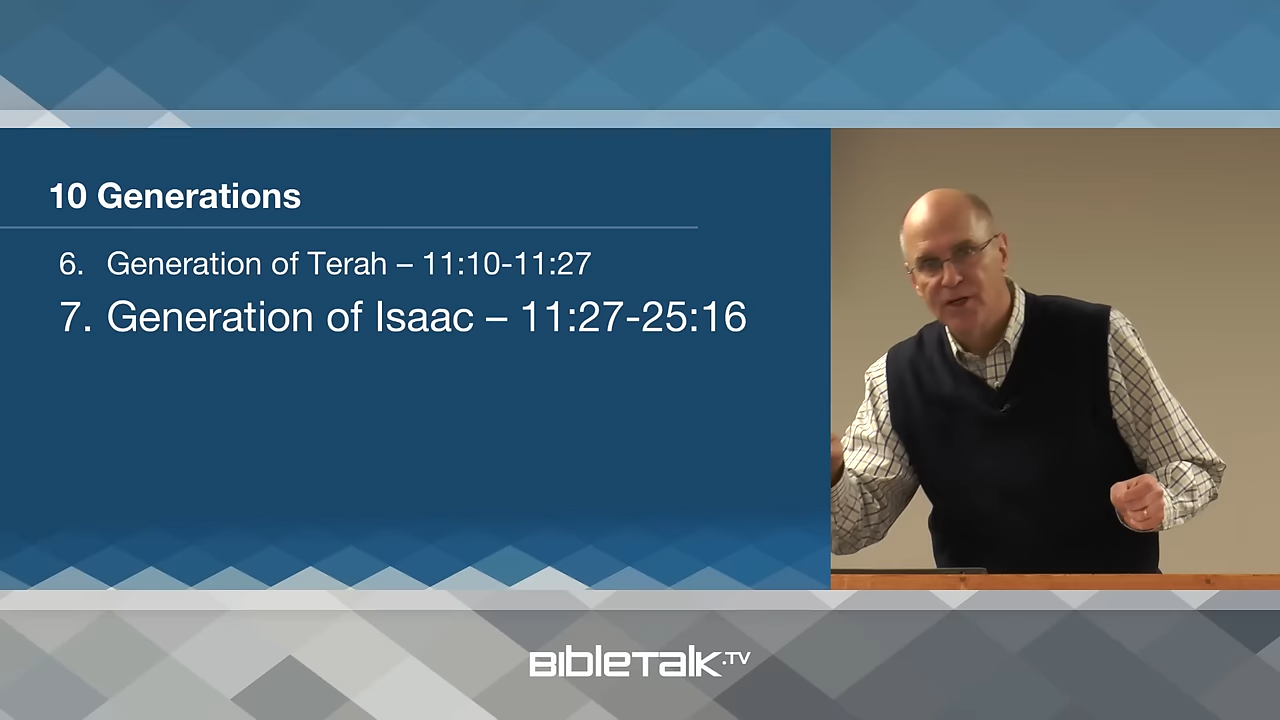 10 Generations
6. Generation of Terah – 11:10-11:27
7. Generation of Isaac – 11:27-25:16
BIBLETALK.TV